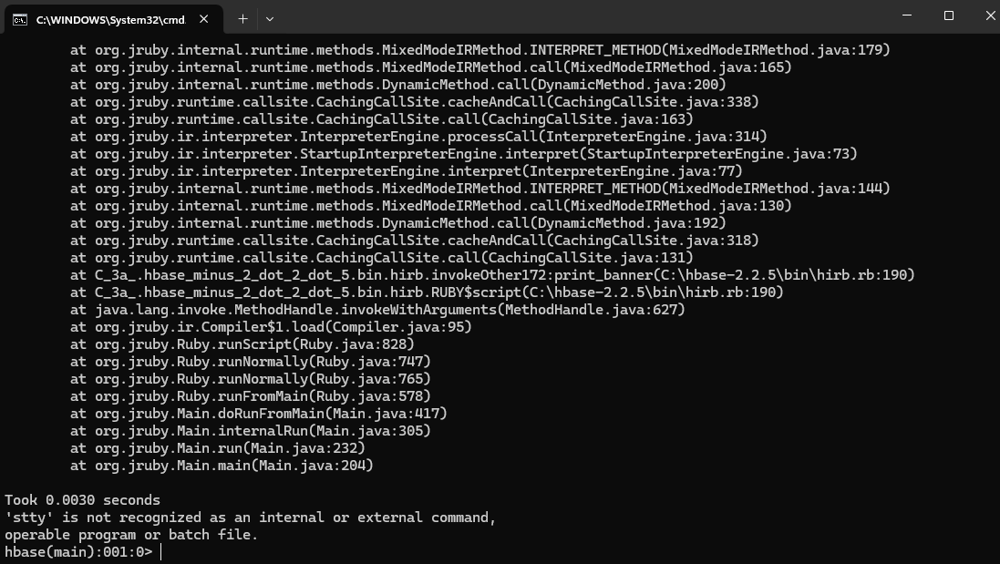 C:\WINDOWS\System32\cmd.
at org.jruby.internal.runtime.methods.MixedModeIRMethod.INTERPRET_METHOD(MixedModeIRMethod.java:179)
at org.jruby.internal.runtime.methods.MixedModeIRMethod.call(MixedModeIRMethod.java:165)
at org.jruby.internal.runtime.methods.DynamicMethod.call(DynamicMethod.java:200)
at org.jruby.runtime.callsite.CachingCallSite.cacheAndCall(CachingCallSite.java:338)
at org.jruby.runtime.callsite.CachingCallSite.call(CachingCallSite.java:163)
at org.jruby.ir.interpreter.InterpreterEngine.processCall(InterpreterEngine.java:314)
at org.jruby.ir.interpreter.StartupInterpreterEngine.interpret(StartupInterpreterEngine.java:73)
at org.jruby.ir.interpreter.InterpreterEngine.interpret(InterpreterEngine.java:77)
at org.jruby.internal.runtime.methods.MixedModeIRMethod.INTERPRET_METHOD(MixedModeIRMethod.java:144)
at org.jruby.internal.runtime.methods.MixedModeIRMethod.call(MixedModeIRMethod.java:130)
at org.jruby.internal.runtime.methods.DynamicMethod.call(DynamicMethod.java:192)
at org.jruby.runtime.callsite.CachingCallSite.cacheAndCall(CachingCallSite.java:318)
at org.jruby.runtime.callsite.CachingCallSite.call(CachingCallSite.java:131)
at C_3a_.hbase_minus_2_dot_2_dot_5.bin.hirb.invokeOther172:print_banner(C:\hbase-2.2.5\bin\hirb.rb:190)
at C_3a_.hbase_minus_2_dot_2_dot_5.bin.hirb.RUBY$script(C:\hbase-2.2.5\bin\hirb.rb:190)
at java.lang.invoke.MethodHandle.invokeWithArguments(MethodHandle.java:627)
at org.jruby.ir.Compiler$1.load(Compiler.java:95)
at org.jruby.Ruby.runScript(Ruby.java:828)
at org.jruby.Ruby.runNormally(Ruby.java:747)
at org.jruby.Ruby.runNormally(Ruby.java:765)
at org.jruby.Ruby.runFromMain(Ruby.java:578)
at org.jruby.Main.doRunFromMain(Main.java:417)
at org.jruby.Main.internalRun(Main.java:305)
at org.jruby.Main.run(Main.java:232)
at org.jruby.Main.main(Main.java:204)
Took 0.0030 seconds
'stty' is not recognized as an internal or external command,
operable program or batch file.
hbase(main):001:0>